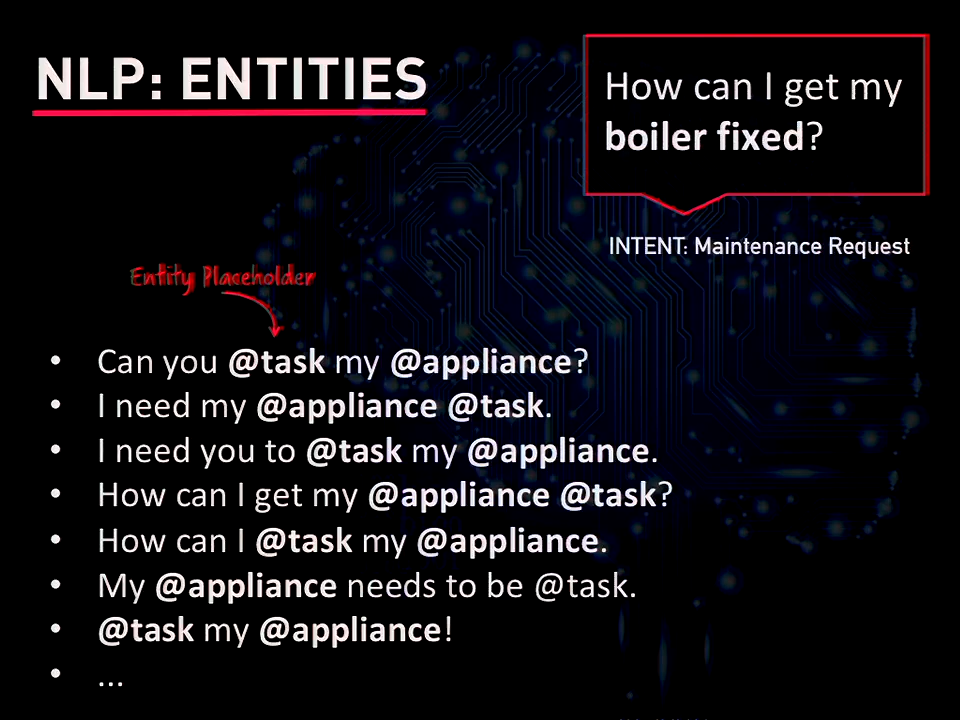 NLP: ENTITIES
How can I get my
boiler fixed?
INTENT: Maintenance Request
Entity Placeholder
• Can you @task my @appliance?
• I need my @appliance @task.
• I need you to @task my @appliance.
• How can I get my @appliance @task?
• How can I @task my @appliance.
• My @appliance needs to be @task.
• @task my @appliance!
• ...